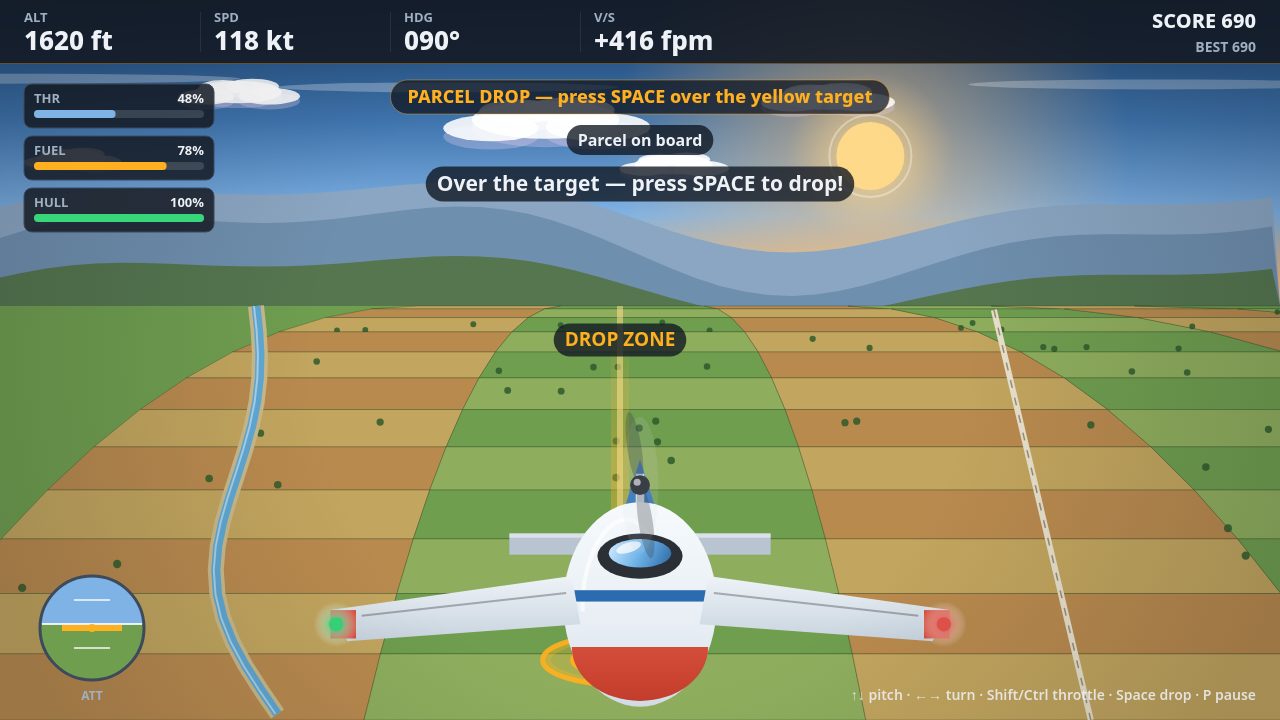 ALT
1620 ft
SPD
118 kt
HDG
090°
V/S
+416 fpm
SCORE 690
BEST 690
THR 48%
FUEL 78%
HULL 100%
PARCEL DROP — press SPACE over the yellow target
Parcel on board
Over the target — press SPACE to drop!
DROP ZONE
ATT
↑↓ pitch · ←→ turn · Shift/Ctrl throttle · Space drop · P pause